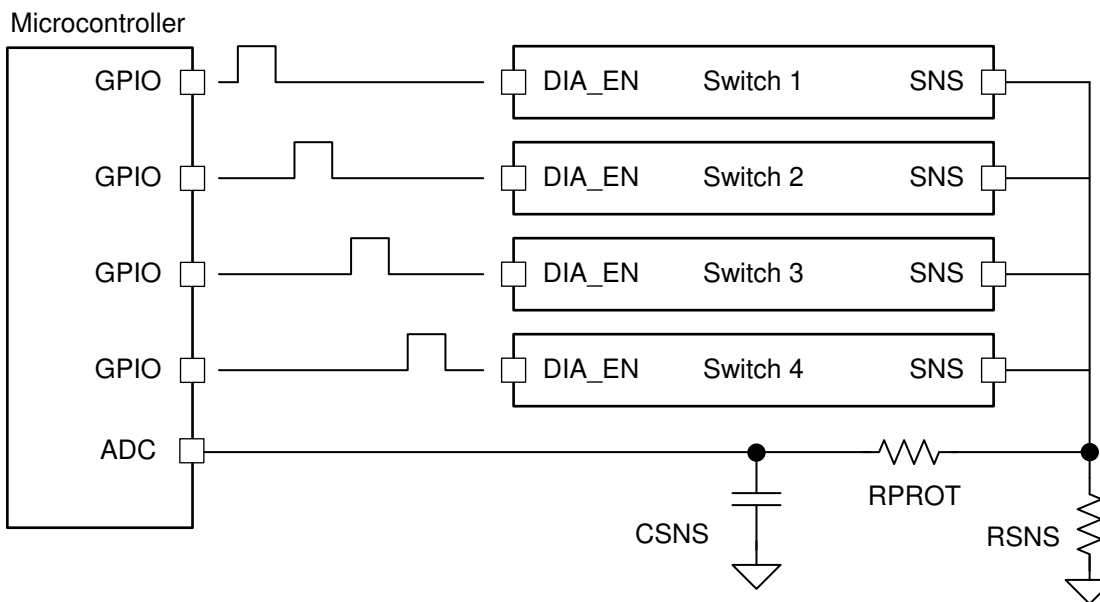 Microcontroller
GPIO DIA_EN Switch 1 SNS
GPIO DIA_EN Switch 2 SNS
GPIO DIA_EN Switch 3 SNS
GPIO DIA_EN Switch 4 SNS
ADC
RPROT
CSNS RSNS